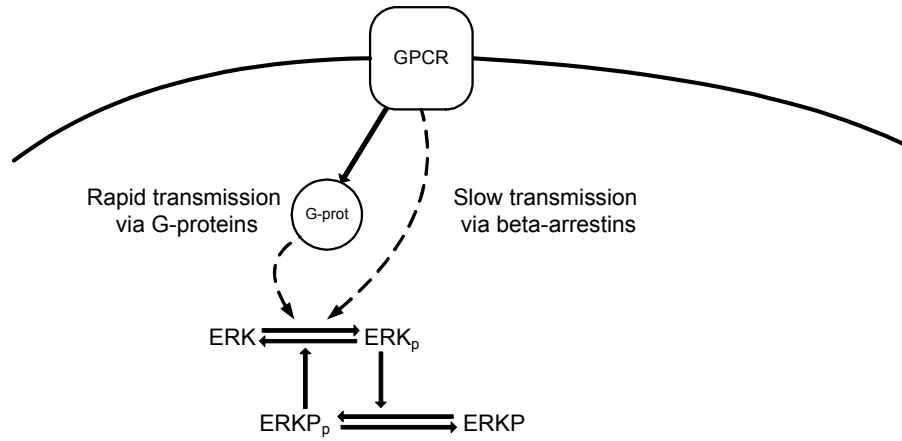 GPCR
Rapid transmission
via G-proteins
G-prot
Slow transmission
via beta-arrestins
ERK
ERKp
ERKPp
ERKP